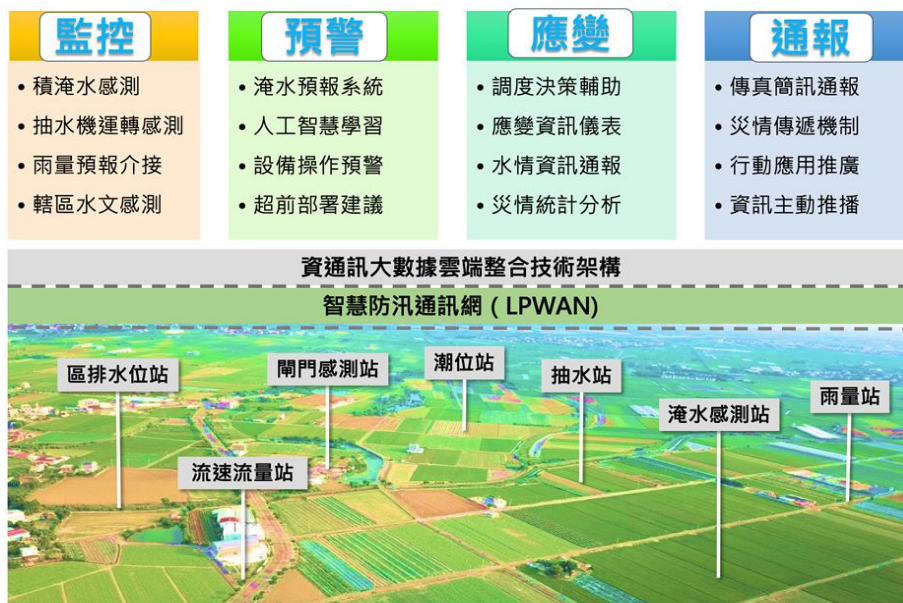 監控
• 積淹水感測
• 抽水機運轉感測
• 雨量預報介接
• 轄區水文感測
預警
• 淹水預報系統
• 人工智慧學習
• 設備操作預警
• 超前部署建議
應變
• 調度決策輔助
• 應變資訊儀表
• 水情資訊通報
• 災情統計分析
通報
• 傳真簡訊通報
• 災情傳遞機制
• 行動應用推廣
• 資訊主動推播
資通訊大數據雲端整合技術架構
智慧防汛通訊網 ( LPWAN)
區排水位站
閘門感測站
潮位站
抽水站
雨量站
淹水感測站
流速流量站